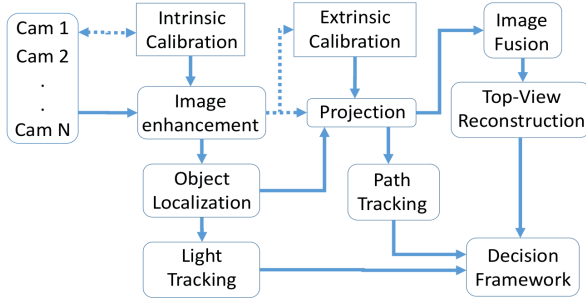 Cam 1
Cam 2
.
.
Cam N
Intrinsic
Calibration
Extrinsic
Calibration
Image
Fusion
Image
enhancement
Projection
Top-View
Reconstruction
Object
Localization
Path
Tracking
Light
Tracking
Decision
Framework